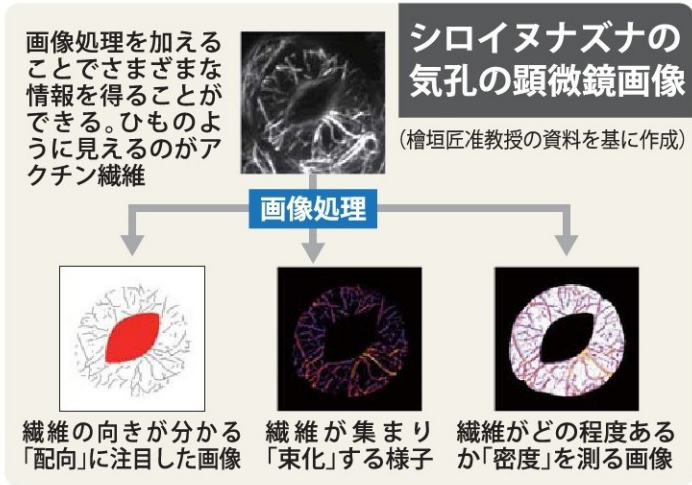 画像処理を加える
ことでさまざまな
情報を得ることが
できる。ひものよ
うに見えるのがア
クチン繊維
シロイヌナズナの
気孔の顕微鏡画像
(檜垣匠准教授の資料を基に作成)
画像処理
繊維の向きが分かる
「配向」に注目した画像
繊維が集まり
「束化」する様子
繊維がどの程度ある
か「密度」を測る画像